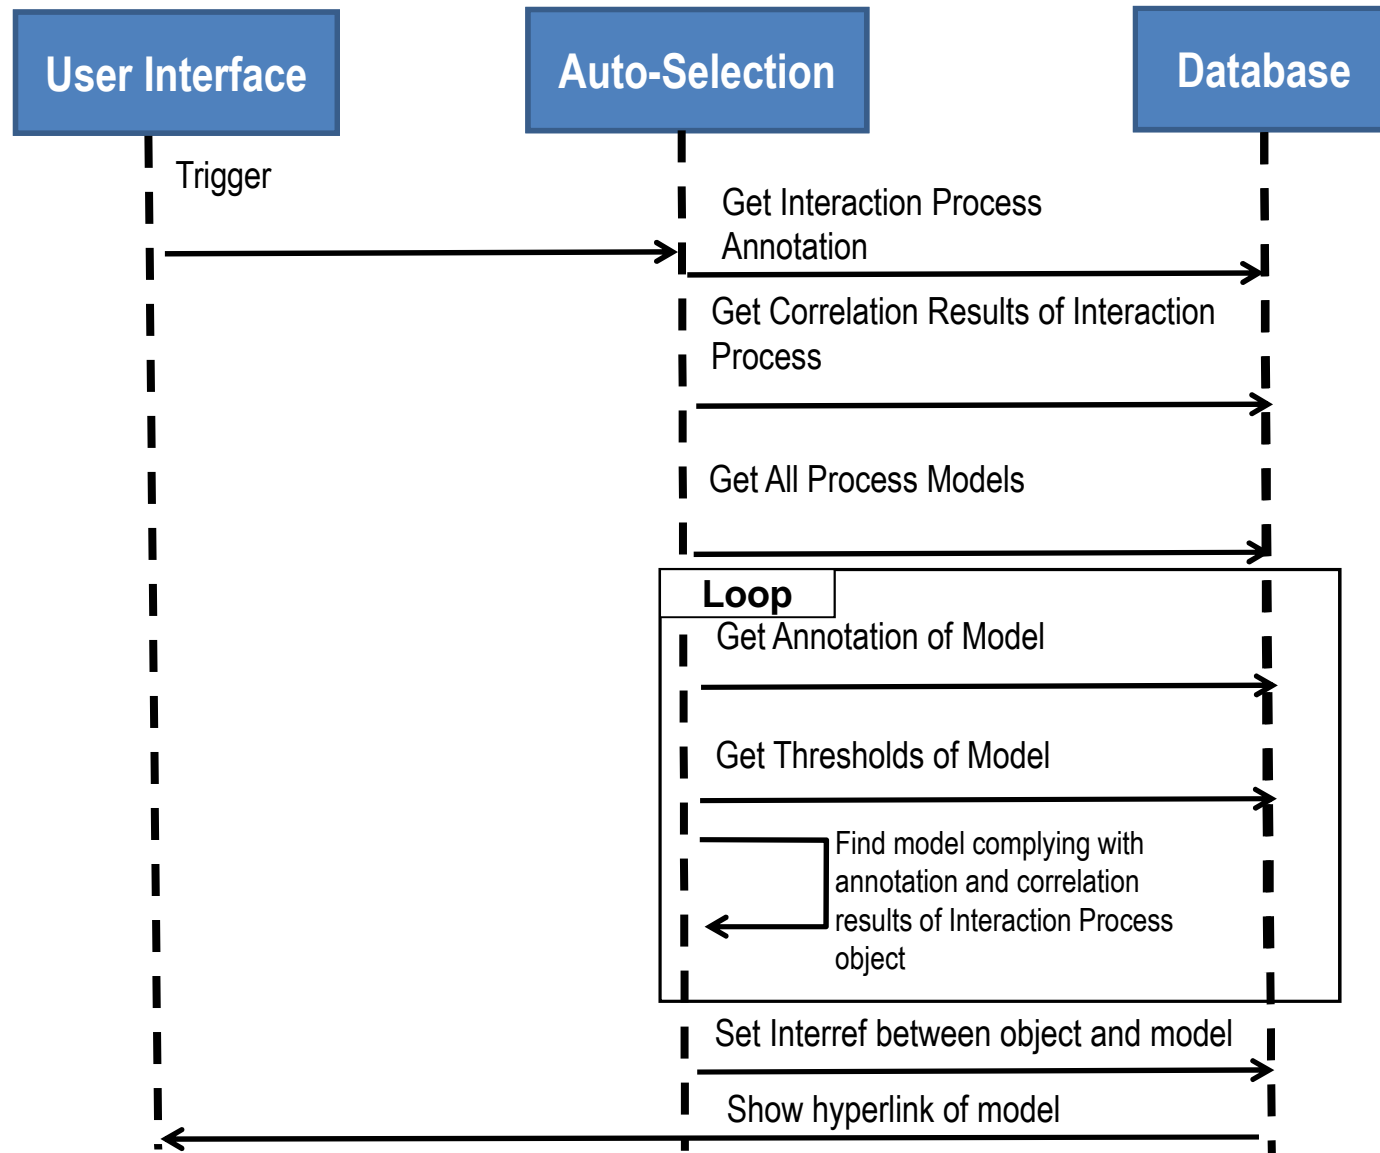 User Interface
Auto-Selection
Database
Trigger
Get Interaction Process
Annotation
Get Correlation Results of Interaction
Process
Get All Process Models
Loop
Get Annotation of Model
Get Thresholds of Model
Find model complying with
annotation and correlation
results of Interaction Process
object
Set Interref between object and model
Show hyperlink of model